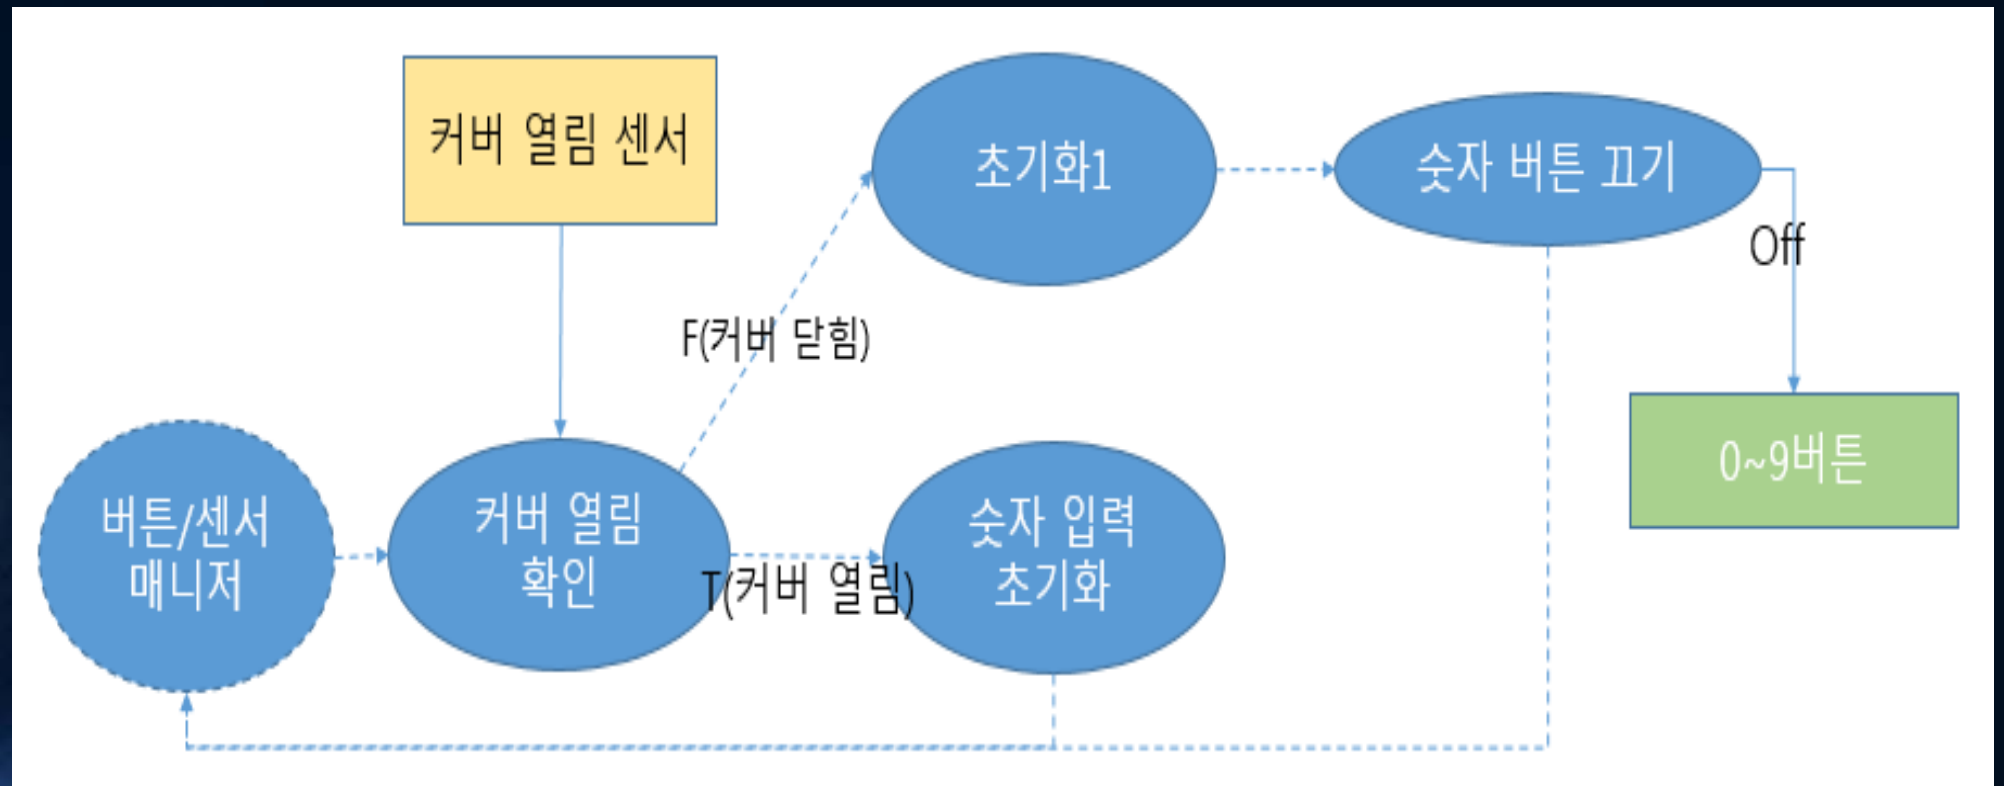 커버 열림 센서
초기화1
숫자 버튼 끄기
Off
F(커버 닫힘)
0~9버튼
버튼/센서
매니저
커버 열림
확인
T(커버 열림)
숫자 입력
초기화